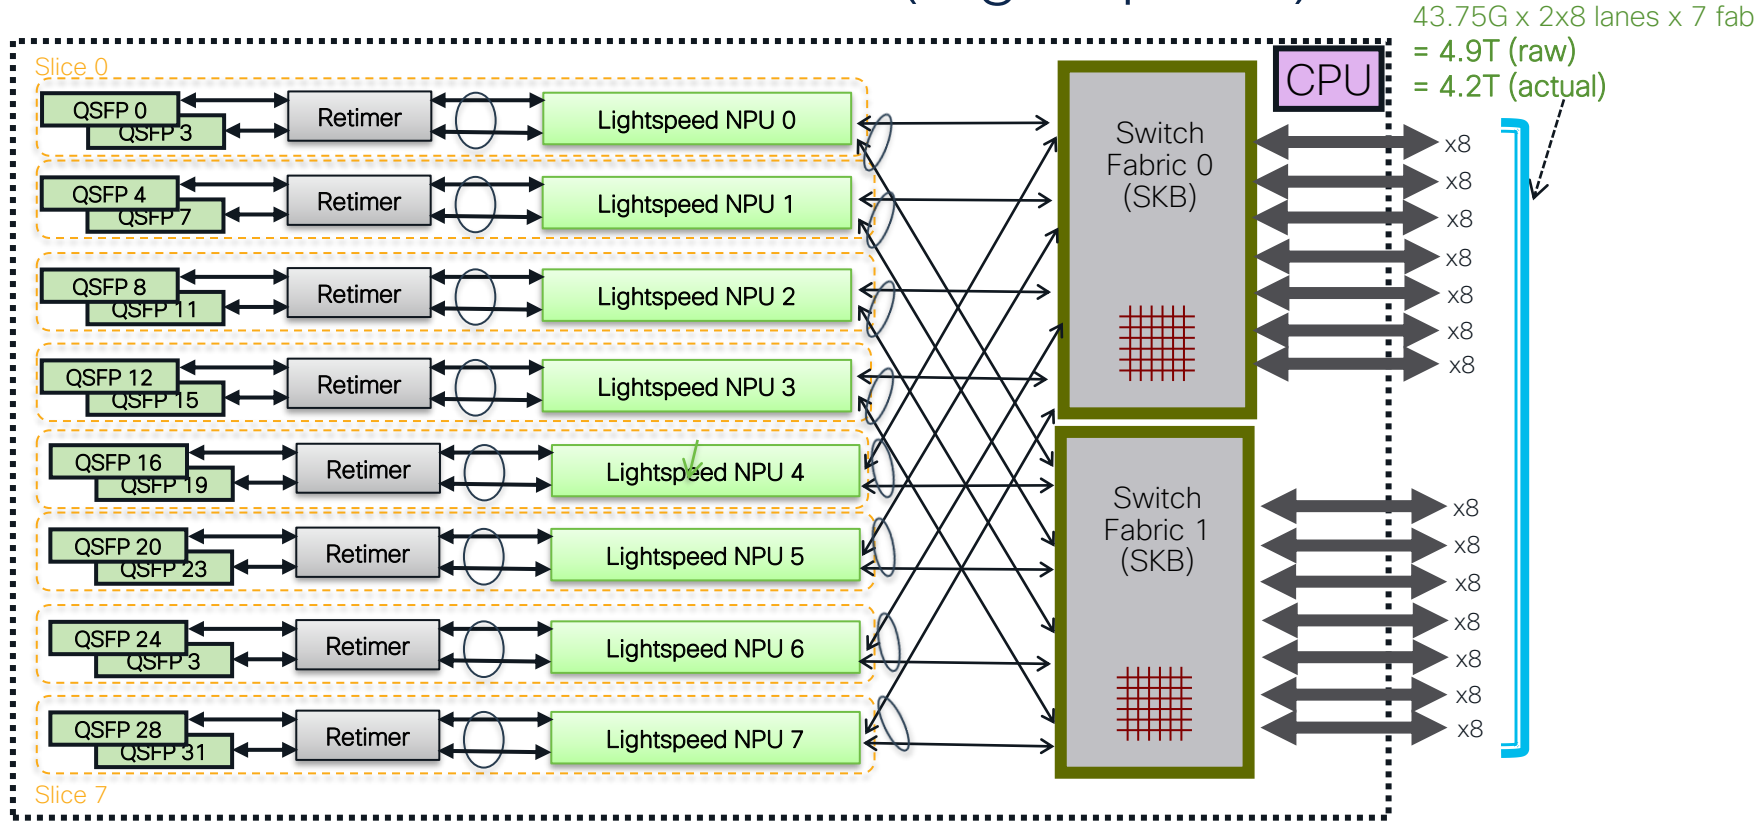 43.75G x 2x8 lanes x 7 fab
= 4.9T (raw)
= 4.2T (actual)
CPU
Slice 0
QSFP 0
QSFP 3
Retimer
Lightspeed NPU 0
QSFP 4
QSFP 7
Retimer
Lightspeed NPU 1
QSFP 8
QSFP 11
Retimer
Lightspeed NPU 2
QSFP 12
QSFP 15
Retimer
Lightspeed NPU 3
QSFP 16
QSFP 19
Retimer
Lightspeed NPU 4
QSFP 20
QSFP 23
Retimer
Lightspeed NPU 5
QSFP 24
QSFP 3
Retimer
Lightspeed NPU 6
QSFP 28
QSFP 31
Retimer
Lightspeed NPU 7
Slice 7
Switch
Fabric 0
(SKB)
x8
x8
x8
x8
x8
x8
x8
Switch
Fabric 1
(SKB)
x8
x8
x8
x8
x8
x8
x8